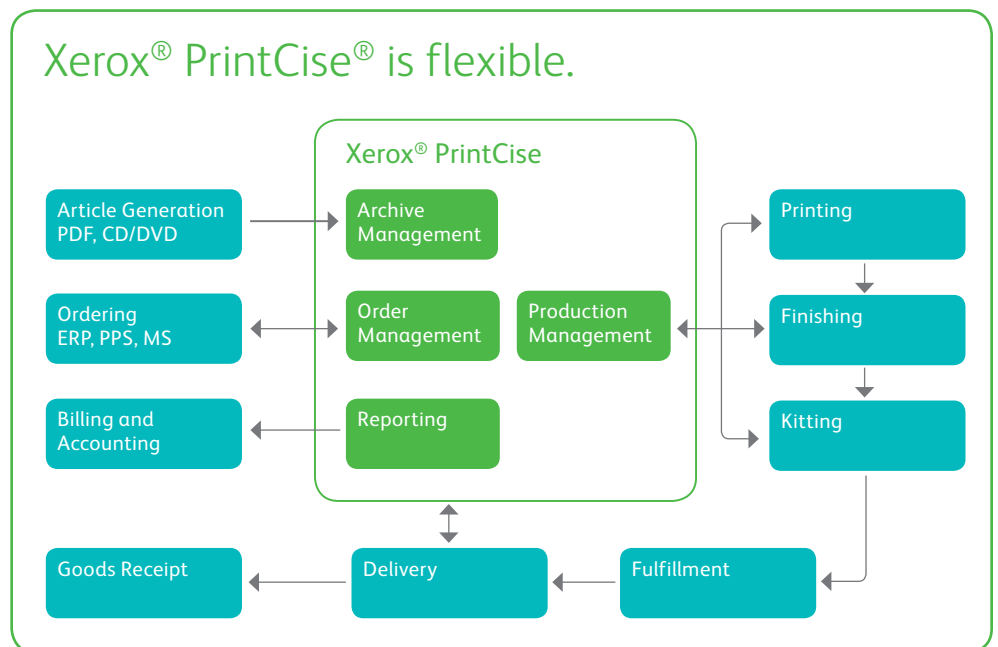 Xerox® PrintCise® is flexible.
Xerox® PrintCise
Article Generation
PDF, CD/DVD
Archive
Management
Printing
Ordering
ERP, PPS, MS
Order
Management
Production
Management
Finishing
Billing and
Accounting
Reporting
Kitting
Goods Receipt
Delivery
Fulfillment